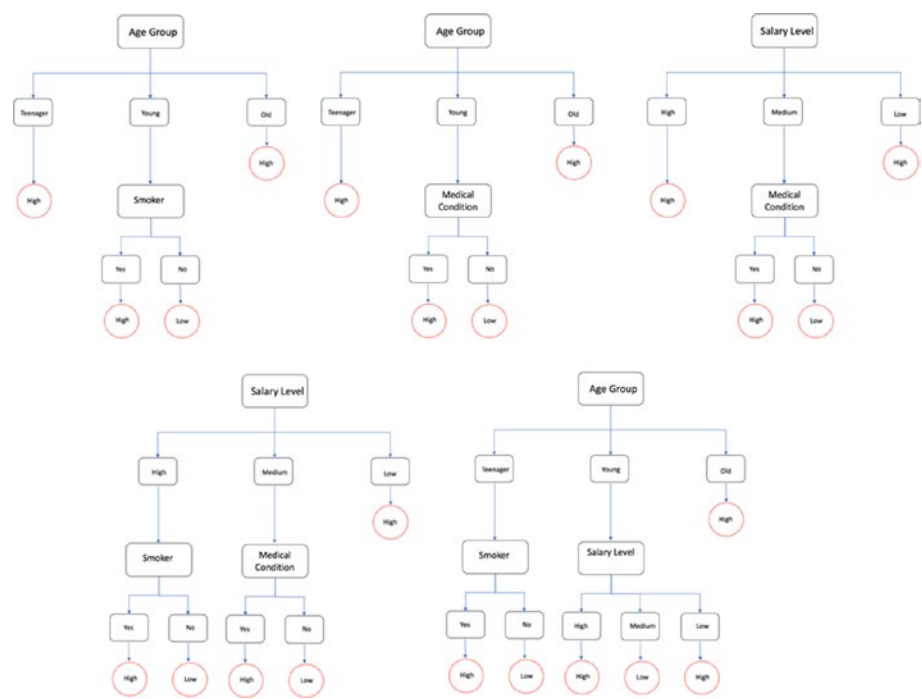 Age Group
Teenager
Young
Old
High
High
Smoker
Yes
No
High
Low
Age Group
Teenager
Young
Old
High
High
Medical
Condition
Yes
No
High
Low
Salary Level
High
Medium
Low
High
High
Medical
Condition
Yes
No
High
Low
Salary Level
High
Medium
Low
High
Smoker
Medical
Condition
Yes
No
Yes
No
High
Low
High
Low
Age Group
Teenager
Young
Old
High
Smoker
Salary Level
Yes
No
High
Medium
Low
High
Low
High
Low
High